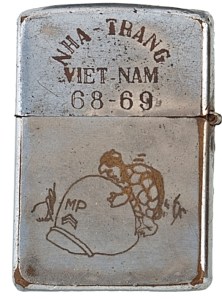 NHA-TRANG
VIET-NAM
68-69
MP